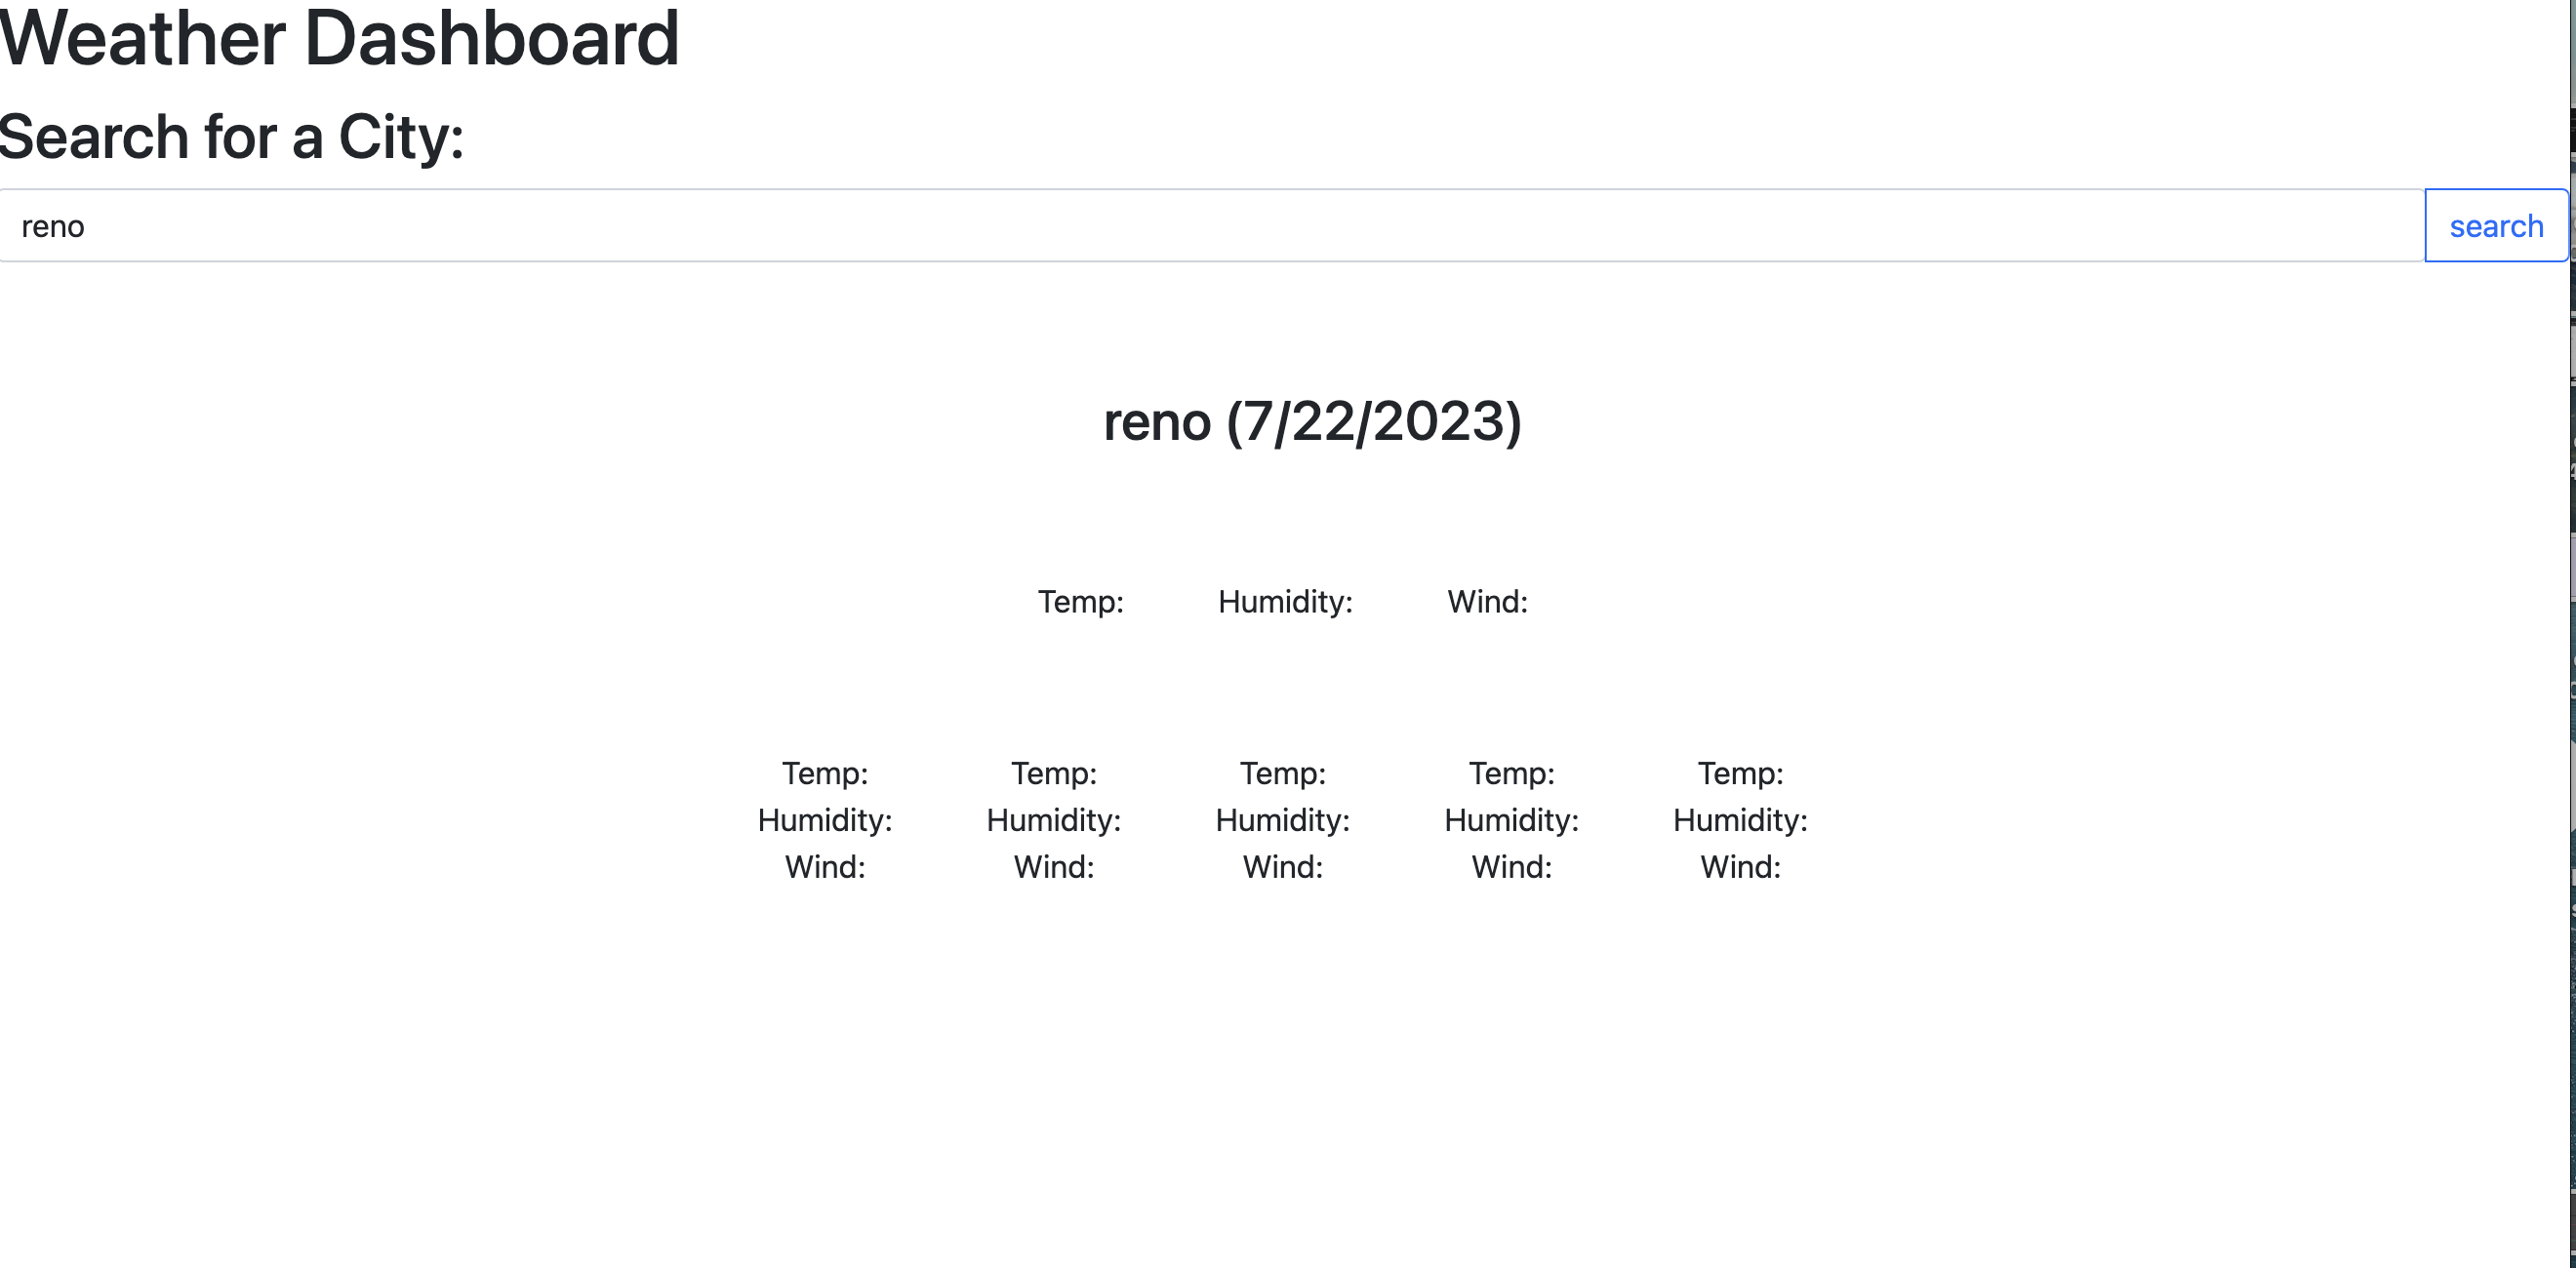 Weather Dashboard
Search for a City:
reno search
reno (7/22/2023)
Temp: Humidity: Wind:
Temp: Temp: Temp: Temp: Temp:
Humidity: Humidity: Humidity: Humidity: Humidity:
Wind: Wind: Wind: Wind: Wind: